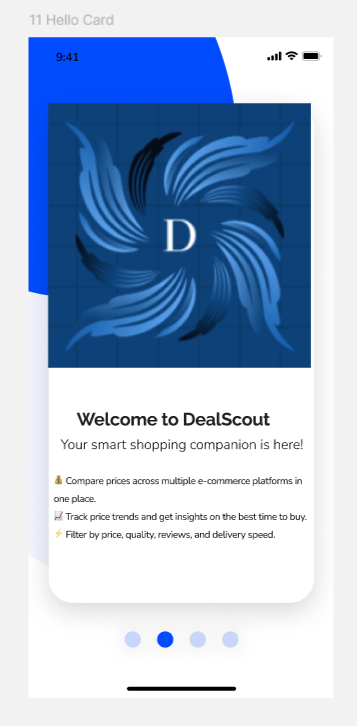 11 Hello Card
9:41
D
Welcome to DealScout
Your smart shopping companion is here!
💰 Compare prices across multiple e-commerce platforms in
one place.
📈 Track price trends and get insights on the best time to buy.
⚡ Filter by price, quality, reviews, and delivery speed.